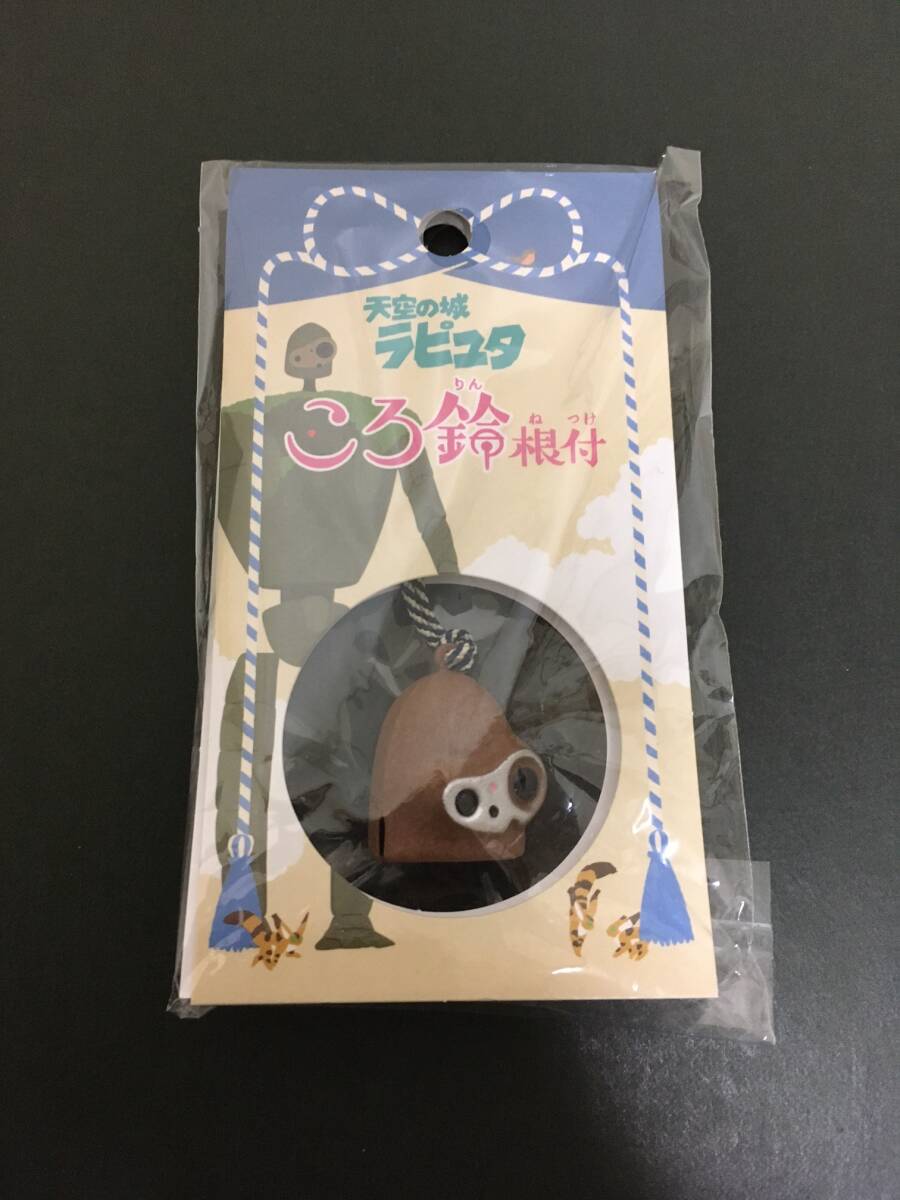 天空の城
ラピュタ
りん
ね つけ
ころ鈴根付